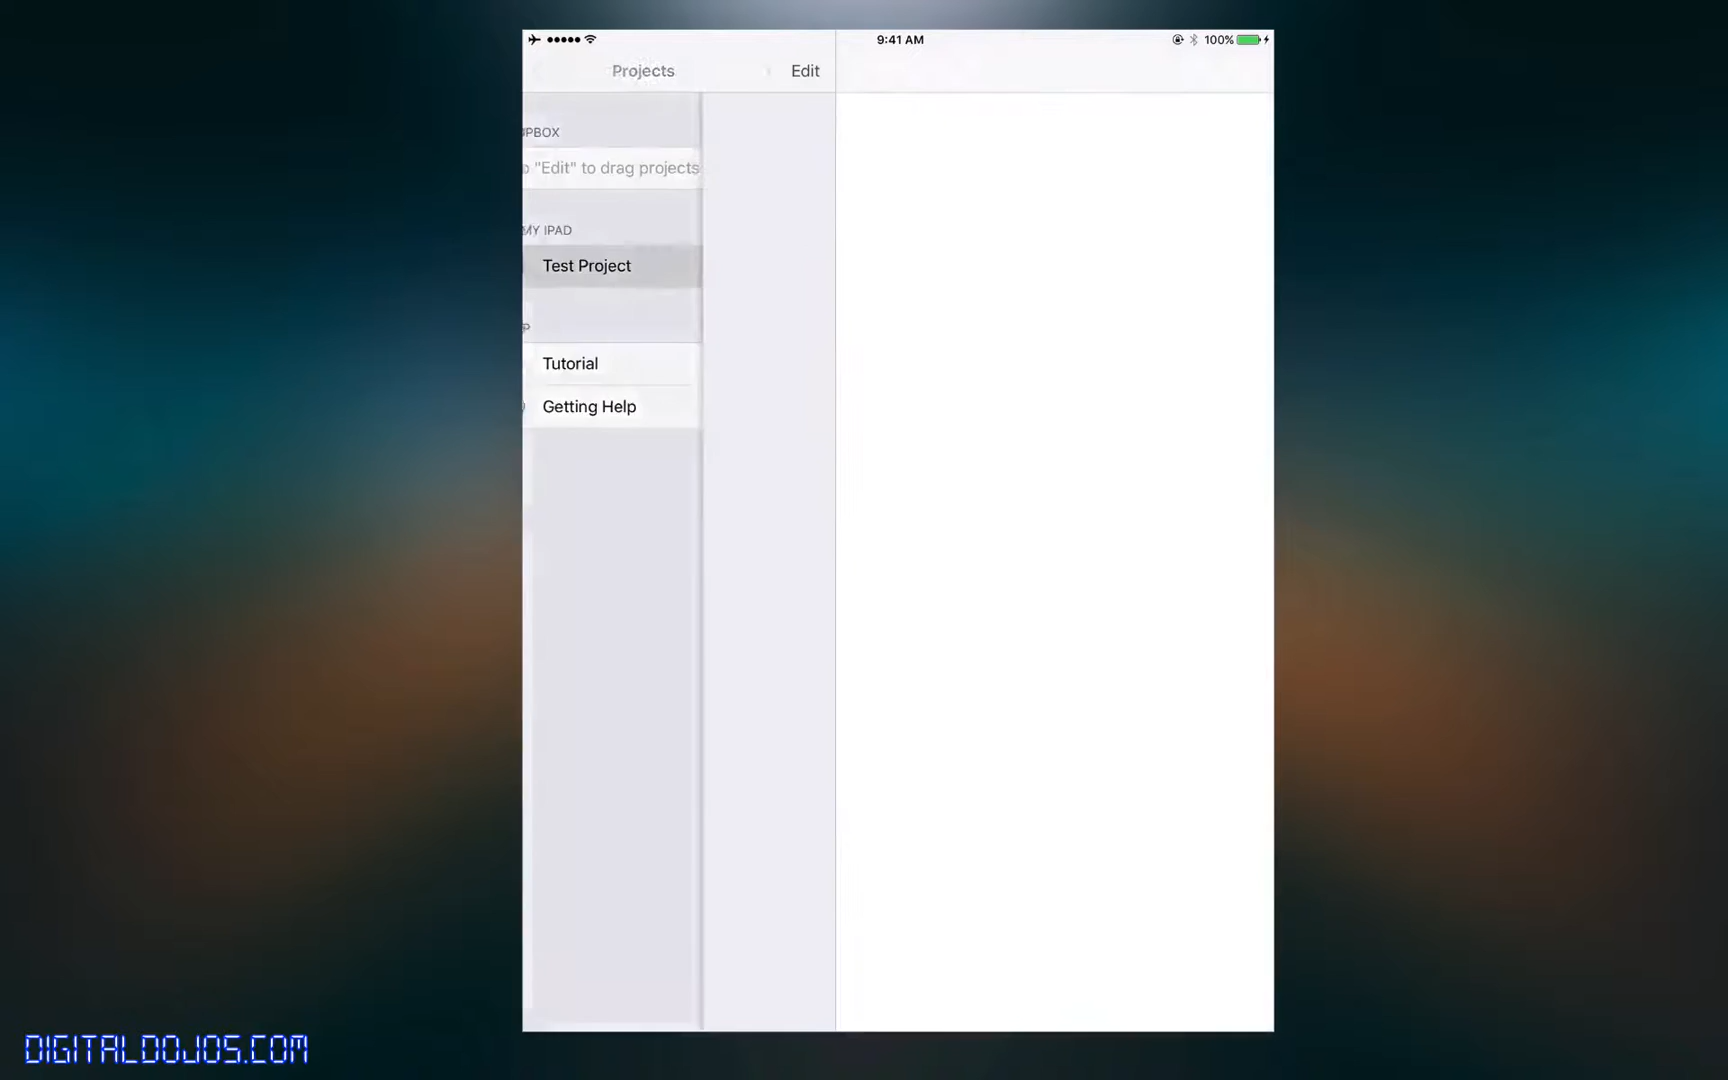 9:41 AM
100%
Projects
Edit
PBOX
"Edit" to drag projects
MY IPAD
Test Project
P
Tutorial
Getting Help
DIGITALDOJOS.COM